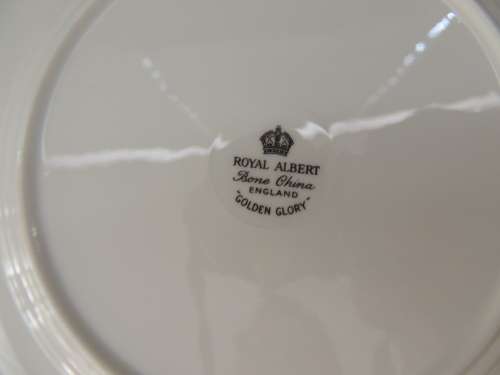 ROYAL ALBERT
Bone China
ENGLAND
"GOLDEN GLORY"